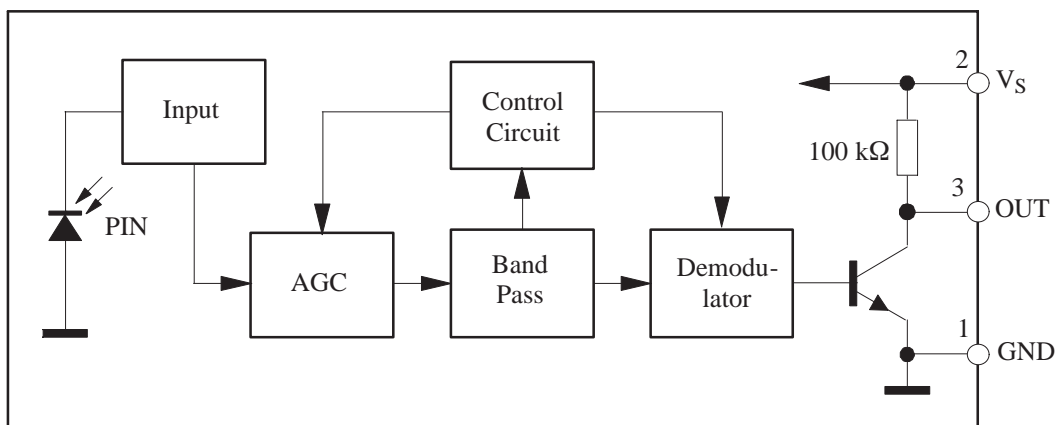 Input
PIN
AGC
Control
Circuit
Band
Pass
Demodu-
lator
2
V_S
100 kΩ
3
OUT
1
GND